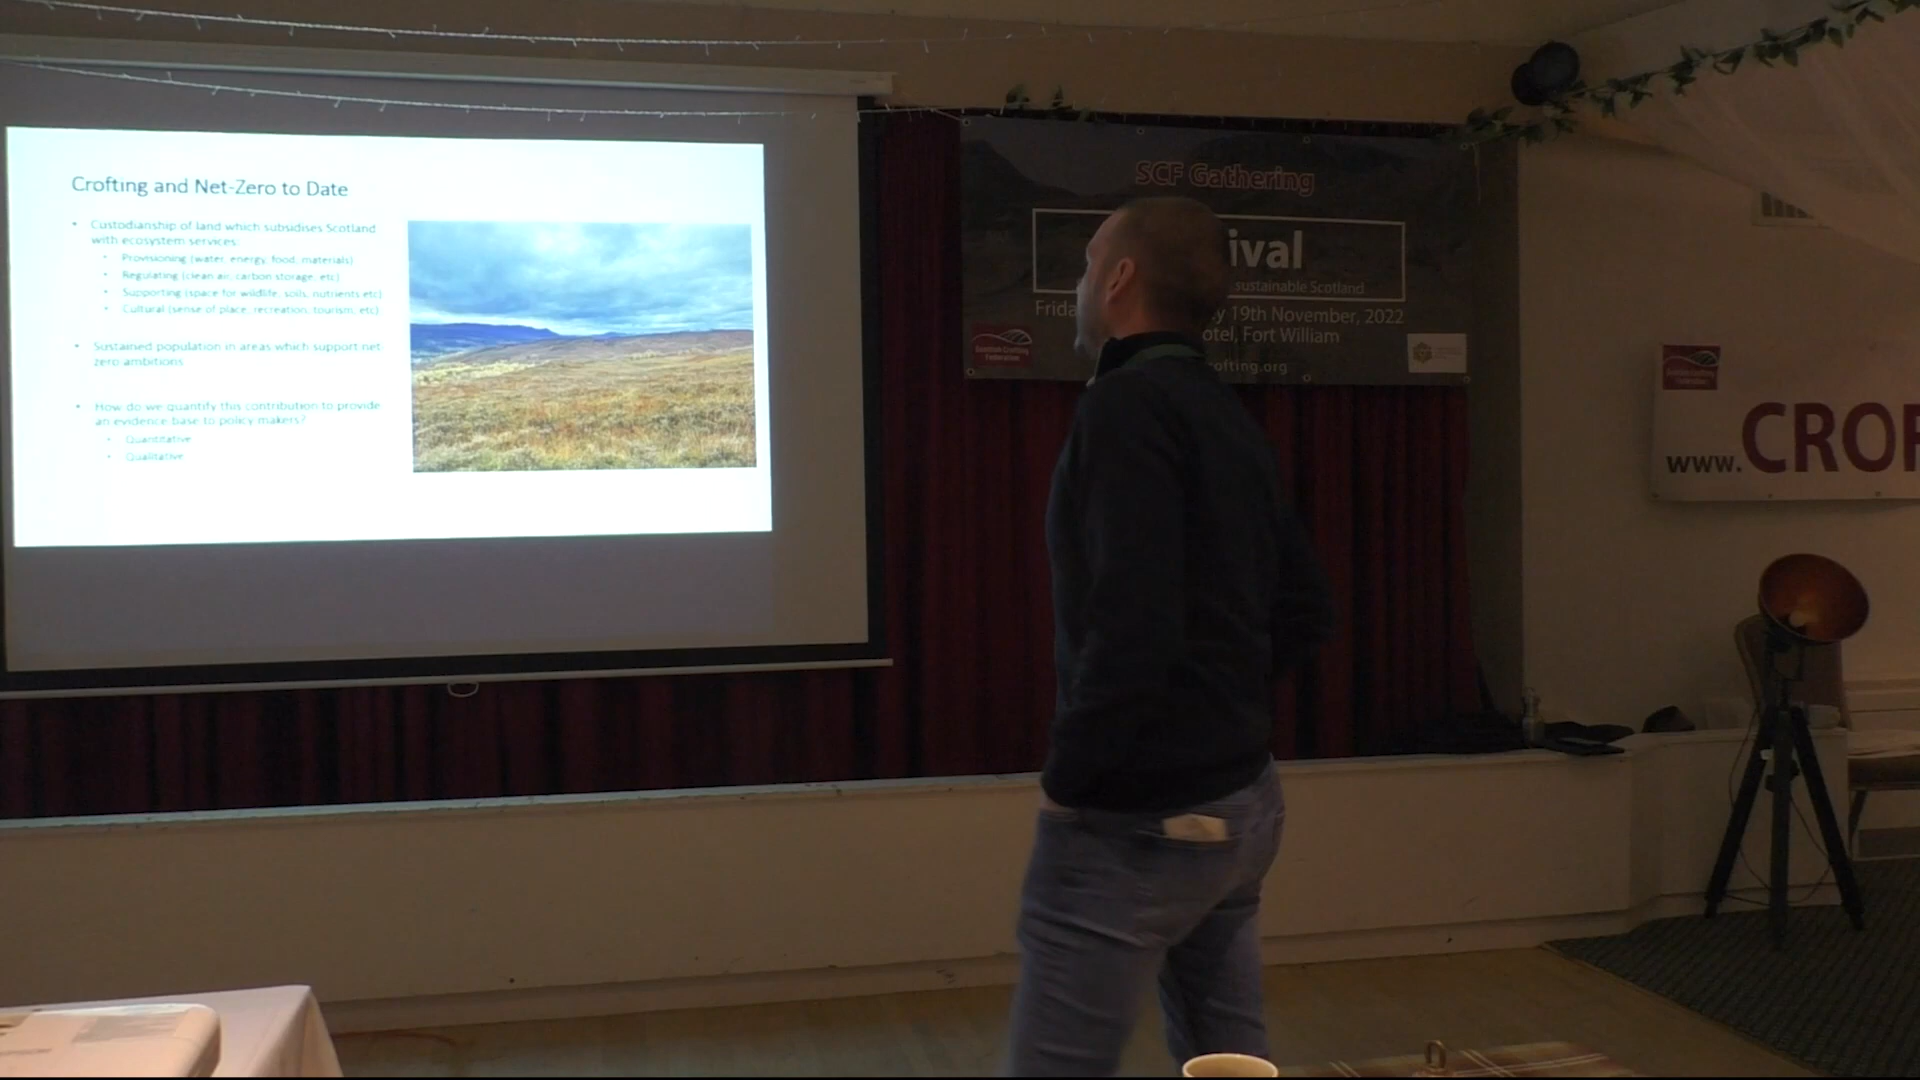 Crofting and Net-Zero to Date
• Custodianship of land which subsidises Scotland
with ecosystem services:
• Provisioning (water, energy, food, materials)
• Regulating (clean air, carbon storage, etc)
• Supporting (space for wildlife, soils, nutrients etc)
• Cultural (sense of place, recreation, tourism, etc)
• Sustained population in areas which support net-
zero ambitions
• How do we quantify this contribution to provide
an evidence base to policy makers?
• Quantitative
• Qualitative
SCF Gathering
ival
sustainable Scotland
Frida y 19th November, 2022
otel, Fort William
crofting.org
Scottish Crofting
Federation
www.CROF